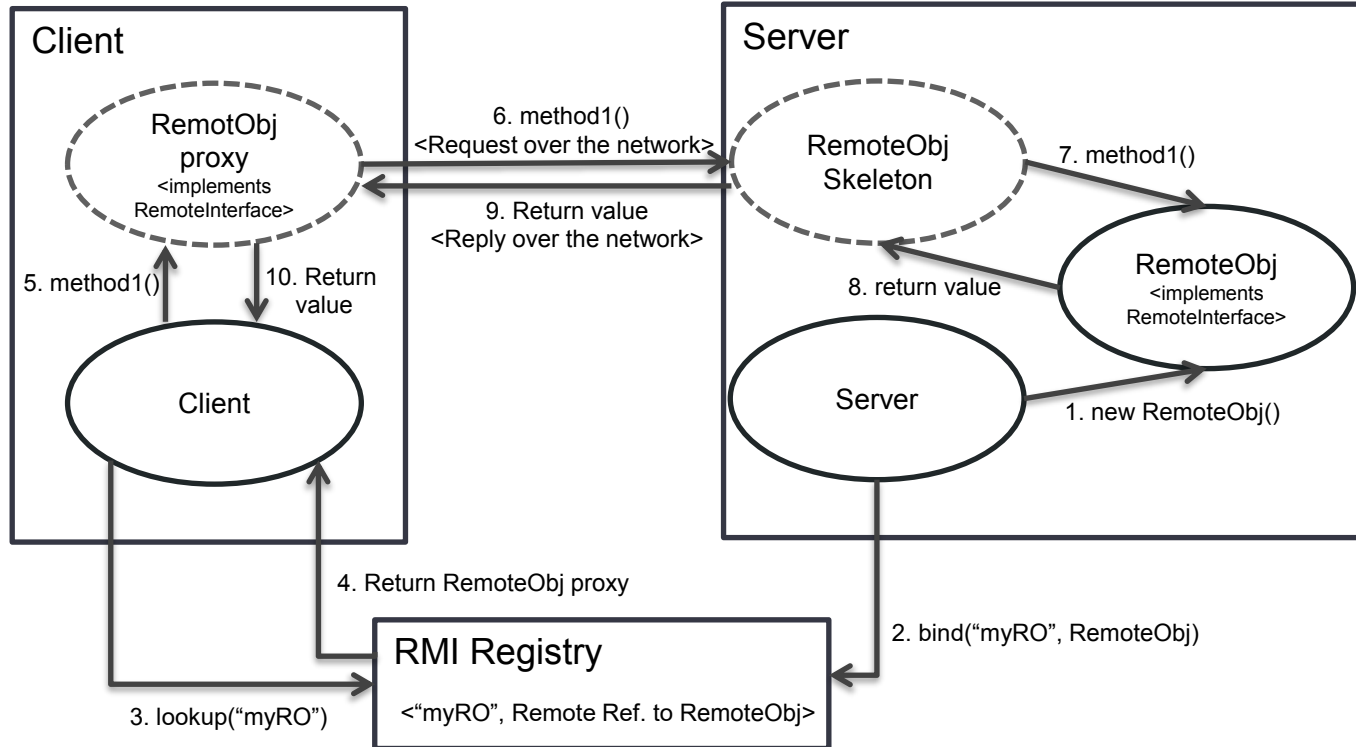 Client
Server
RemotObj
proxy
<implements
RemoteInterface>
6. method1()
<Request over the network>
RemoteObj
Skeleton
7. method1()
9. Return value
<Reply over the network>
5. method1()
10. Return
value
8. return value
RemoteObj
<implements
RemoteInterface>
Client
Server
1. new RemoteObj()
4. Return RemoteObj proxy
2. bind(“myRO”, RemoteObj)
RMI Registry
3. lookup(“myRO”)
<“myRO”, Remote Ref. to RemoteObj>